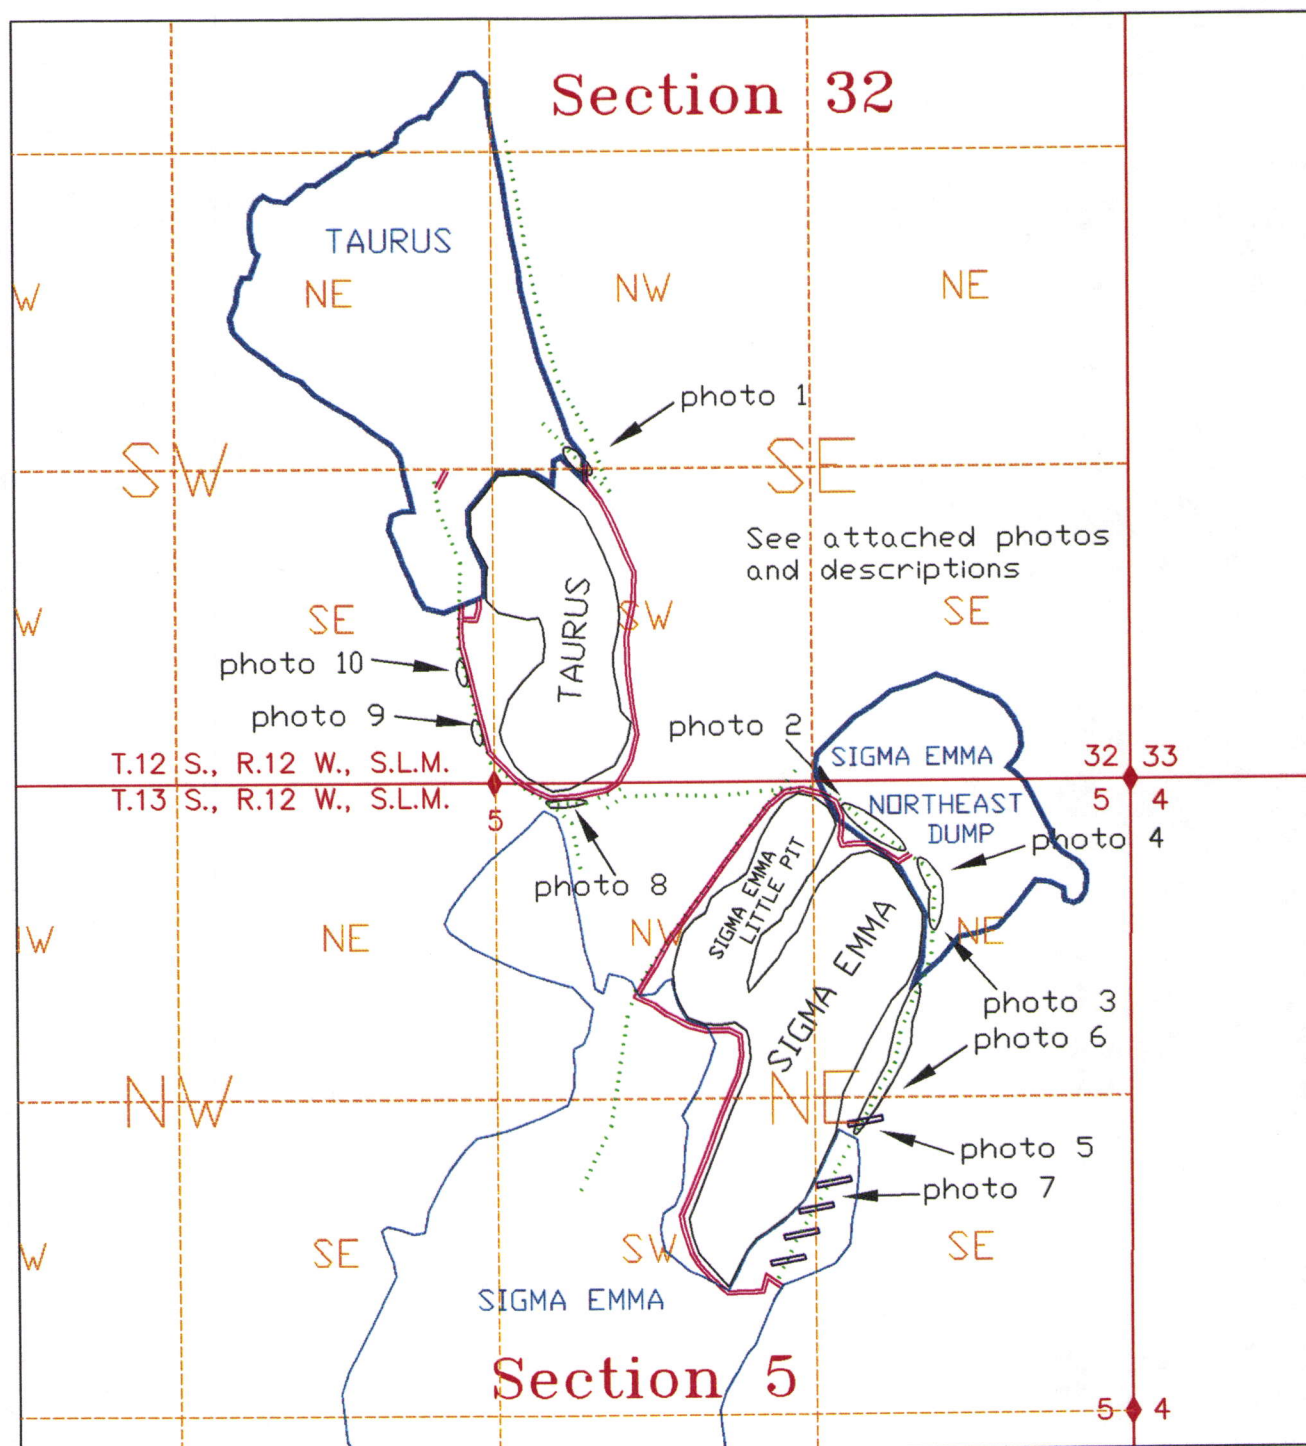 Section 32
TAURUS
W
NE
NW
NE
photo 1
SW
SE
See attached photos
and descriptions
W
SE
TAURUS
SW
SE
photo 10
photo 9
photo 2
T.12 S., R.12 W., S.L.M.
SIGMA EMMA
32 33
T.13 S., R.12 W., S.L.M.
5
NORTHEAST
DUMP
5 4
photo 4
photo 8
SIGMA EMMA
LITTLE PIT
W
NE
NW
SIGMA EMMA
NE
photo 3
photo 6
NW
NE
photo 5
photo 7
W
SE
SW
SE
SIGMA EMMA
Section 5
5 4